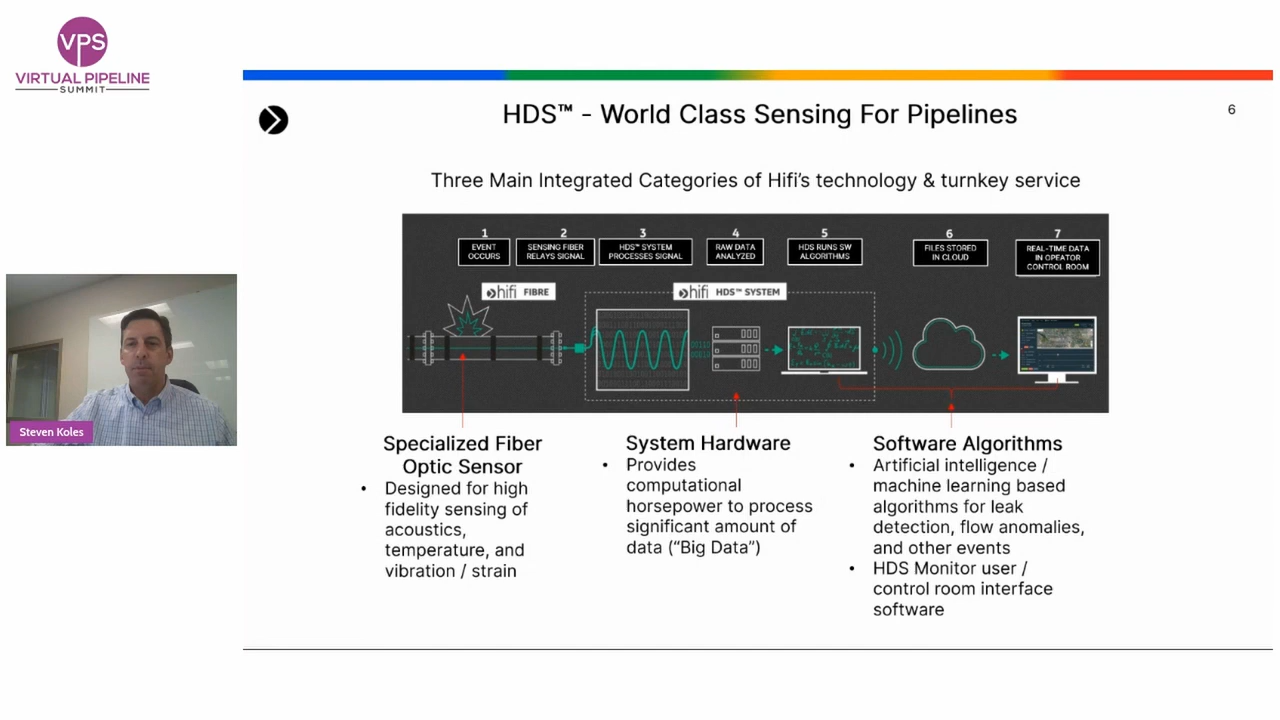 VPS
VIRTUAL PIPELINE
SUMMIT
HDS™ - World Class Sensing For Pipelines
6
Three Main Integrated Categories of Hifi's technology & turnkey service
1
EVENT
OCCURS
2
SENSING FIBER
RELAYS SIGNAL
3
HDS™ SYSTEM
PROCESSES SIGNAL
4
RAW DATA
ANALYZED
5
HDS RUNS SW
ALGORITHMS
6
FILES STORED
IN CLOUD
7
REAL-TIME DATA
IN OPEATOR
CONTROL ROOM
hifi FIBRE
hifi HDS™ SYSTEM
Steven Koles
Specialized Fiber
Optic Sensor
• Designed for high
fidelity sensing of
acoustics,
temperature, and
vibration / strain
System Hardware
• Provides
computational
horsepower to process
significant amount of
data (“Big Data”)
Software Algorithms
• Artificial intelligence /
machine learning based
algorithms for leak
detection, flow anomalies,
and other events
• HDS Monitor user /
control room interface
software